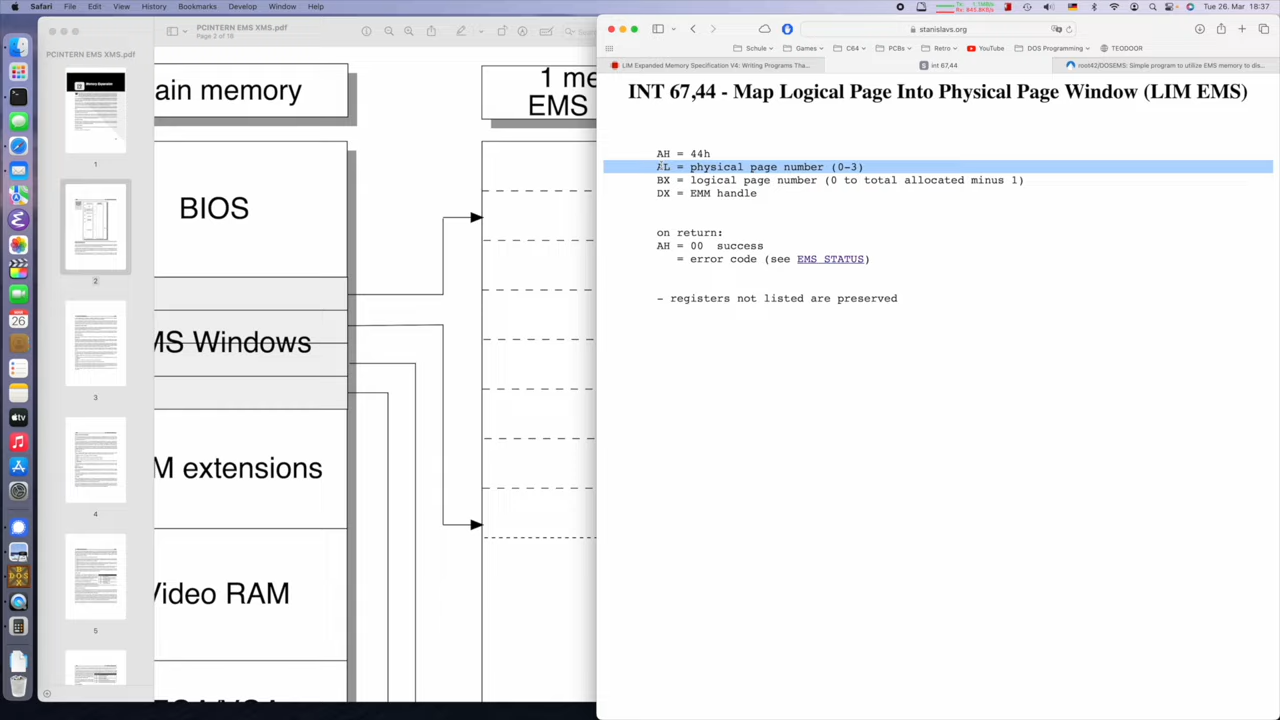 Safari File Edit View History Bookmarks Develop Window Help
Tue 26. Mar 18:37
PCINTERN EMS XMS.pdf
Page 2 of 18
PCINTERN EMS XMS.pdf
1
2
3
4
5
ain memory
BIOS
MS Windows
M extensions
Video RAM
1 me
EMS
stanislavs.org
Schule
Games
C64
PCBs
Retro
YouTube
DOS Programming
TEODOOR
LIM Expanded Memory Specification V4: Writing Programs Tha...
int 67,44
root42/DOSEMS: Simple program to utilize EMS memory to dis...
INT 67,44 - Map Logical Page Into Physical Page Window (LIM EMS)
AH = 44h
AL = physical page number (0-3)
BX = logical page number (0 to total allocated minus 1)
DX = EMM handle
on return:
AH = 00 success
= error code (see EMS STATUS)
- registers not listed are preserved